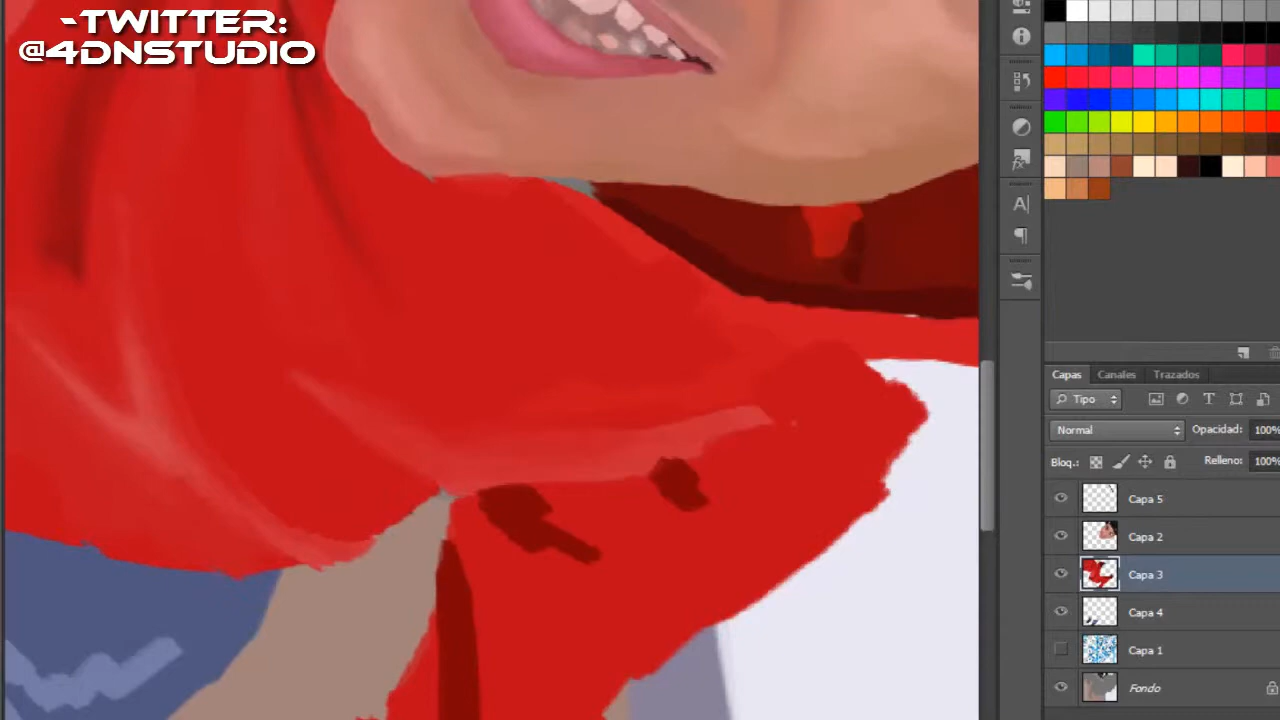 -TWITTER:
@4DNSTUDIO
Capas Canales Trazados
Tipo
Normal Opacidad: 100%
Bloq.: Relleno: 100%
Capa 5
Capa 2
Capa 3
Capa 4
Capa 1
Fondo